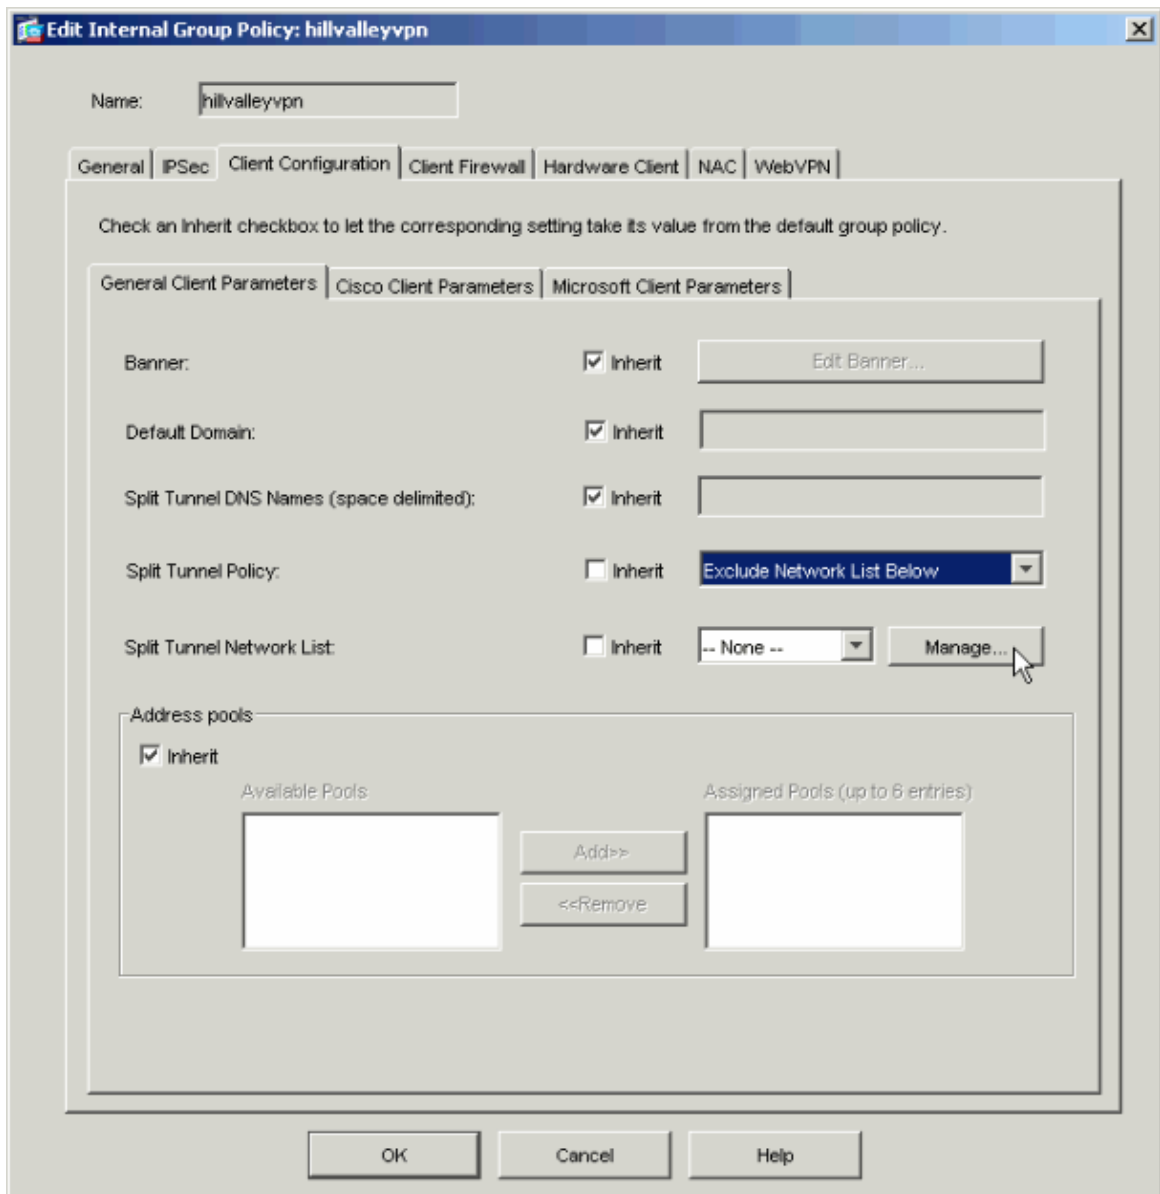 Edit Internal Group Policy: hillvalleyvpn
Name: hillvalleyvpn
General IPSec Client Configuration Client Firewall Hardware Client NAC WebVPN
Check an Inherit checkbox to let the corresponding setting take its value from the default group policy.
General Client Parameters Cisco Client Parameters Microsoft Client Parameters
Banner: Inherit Edit Banner...
Default Domain: Inherit
Split Tunnel DNS Names (space delimited): Inherit
Split Tunnel Policy: Inherit Exclude Network List Below
Split Tunnel Network List: Inherit -- None -- Manage...
Address pools
Inherit
Available Pools Assigned Pools (up to 6 entries)
Add>>
<<Remove
OK Cancel Help